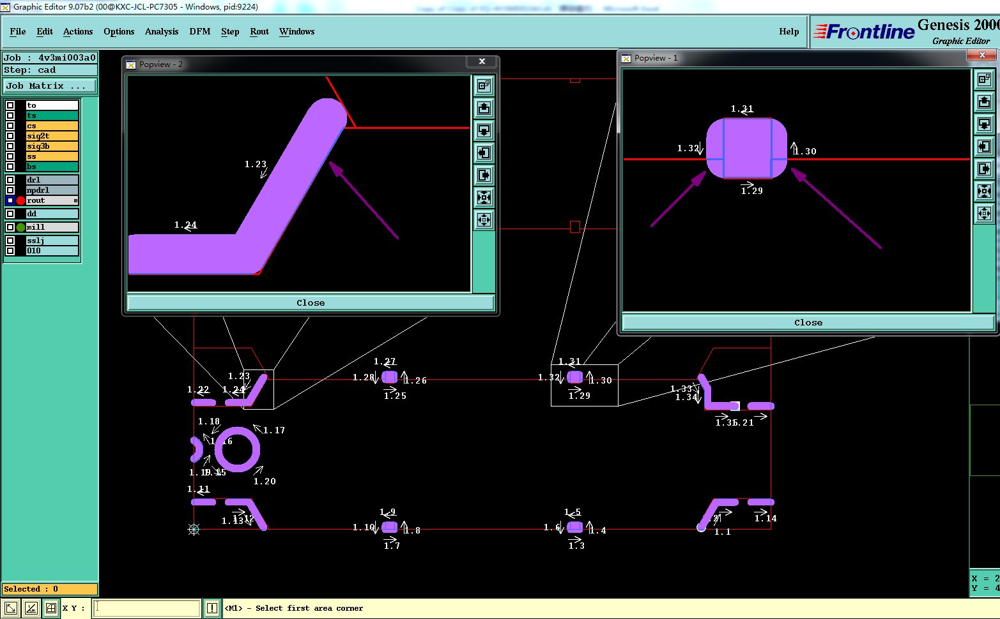 Graphic Editor 9.07b2 (00@KXC-JCL-PC7305 - Windows, pid:9224)
File Edit Actions Options Analysis DFM Step Rout Windows Help
Frontline
Genesis 2000
Graphic Editor
Job : 4v3mi003a0
Step: cad
Job Matrix ...
to
ts
cs
sig2t
sig3b
ss
bs
drl
npdrl
rout
dd
mill
sslj
010
Popview - 2
1.23
1.24
Close
Popview - 1
1.31
1.32
1.30
1.29
Close
1.27
1.31
1.23
1.28
1.26
1.32
1.30
1.22
1.24
1.25
1.29
1.33
1.34
1.35
1.21
1.18
1.17
1.16
1.19
1.15
1.20
1.11
1.9
1.5
1.13
1.12
1.10
1.8
1.6
1.4
1.14
1.1
1.7
1.3
X = 2
Y = 4
Selected : 0
X Y :
!
<M1> - Select first area corner